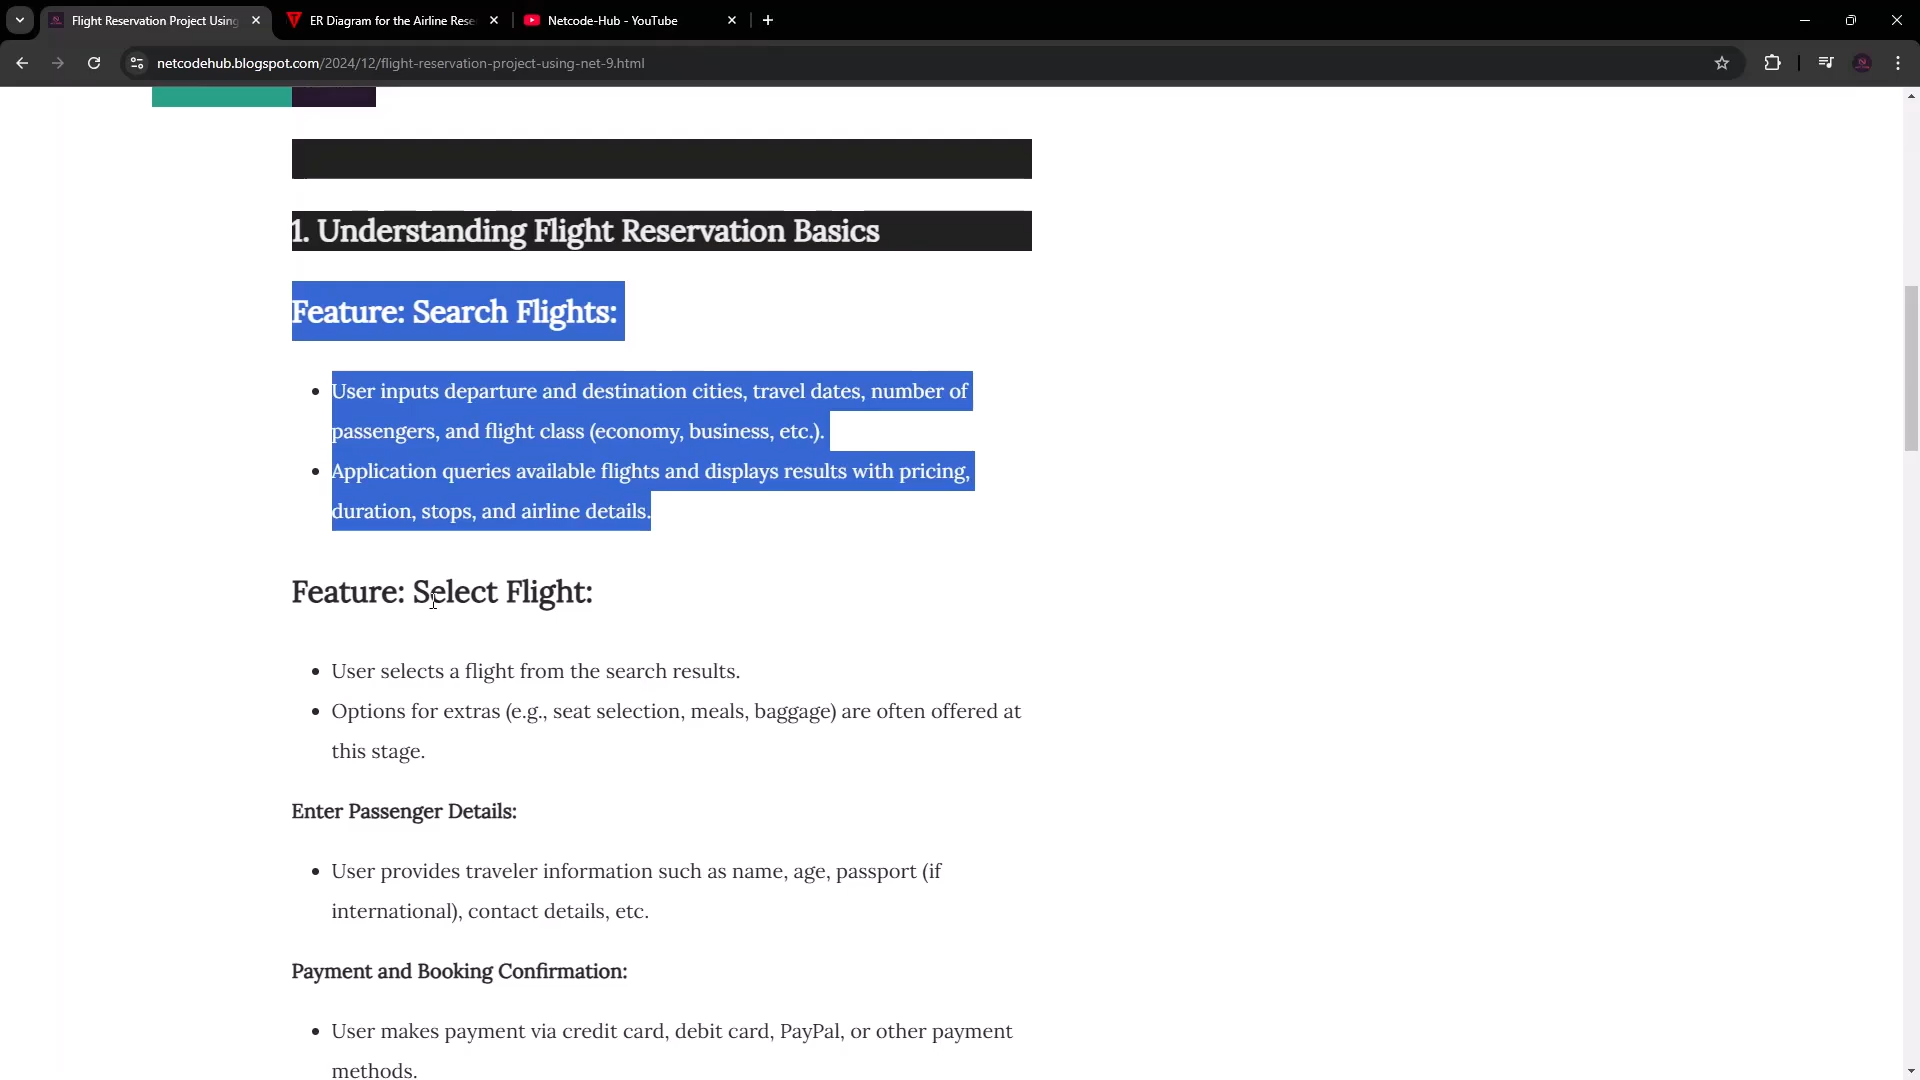 Flight Reservation Project Using
ER Diagram for the Airline Rese
Netcode-Hub - YouTube
netcodehub.blogspot.com/2024/12/flight-reservation-project-using-net-9.html
1. Understanding Flight Reservation Basics
Feature: Search Flights:
• User inputs departure and destination cities, travel dates, number of
passengers, and flight class (economy, business, etc.).
• Application queries available flights and displays results with pricing,
duration, stops, and airline details.
Feature: Select Flight:
• User selects a flight from the search results.
• Options for extras (e.g., seat selection, meals, baggage) are often offered at
this stage.
Enter Passenger Details:
• User provides traveler information such as name, age, passport (if
international), contact details, etc.
Payment and Booking Confirmation:
• User makes payment via credit card, debit card, PayPal, or other payment
methods.